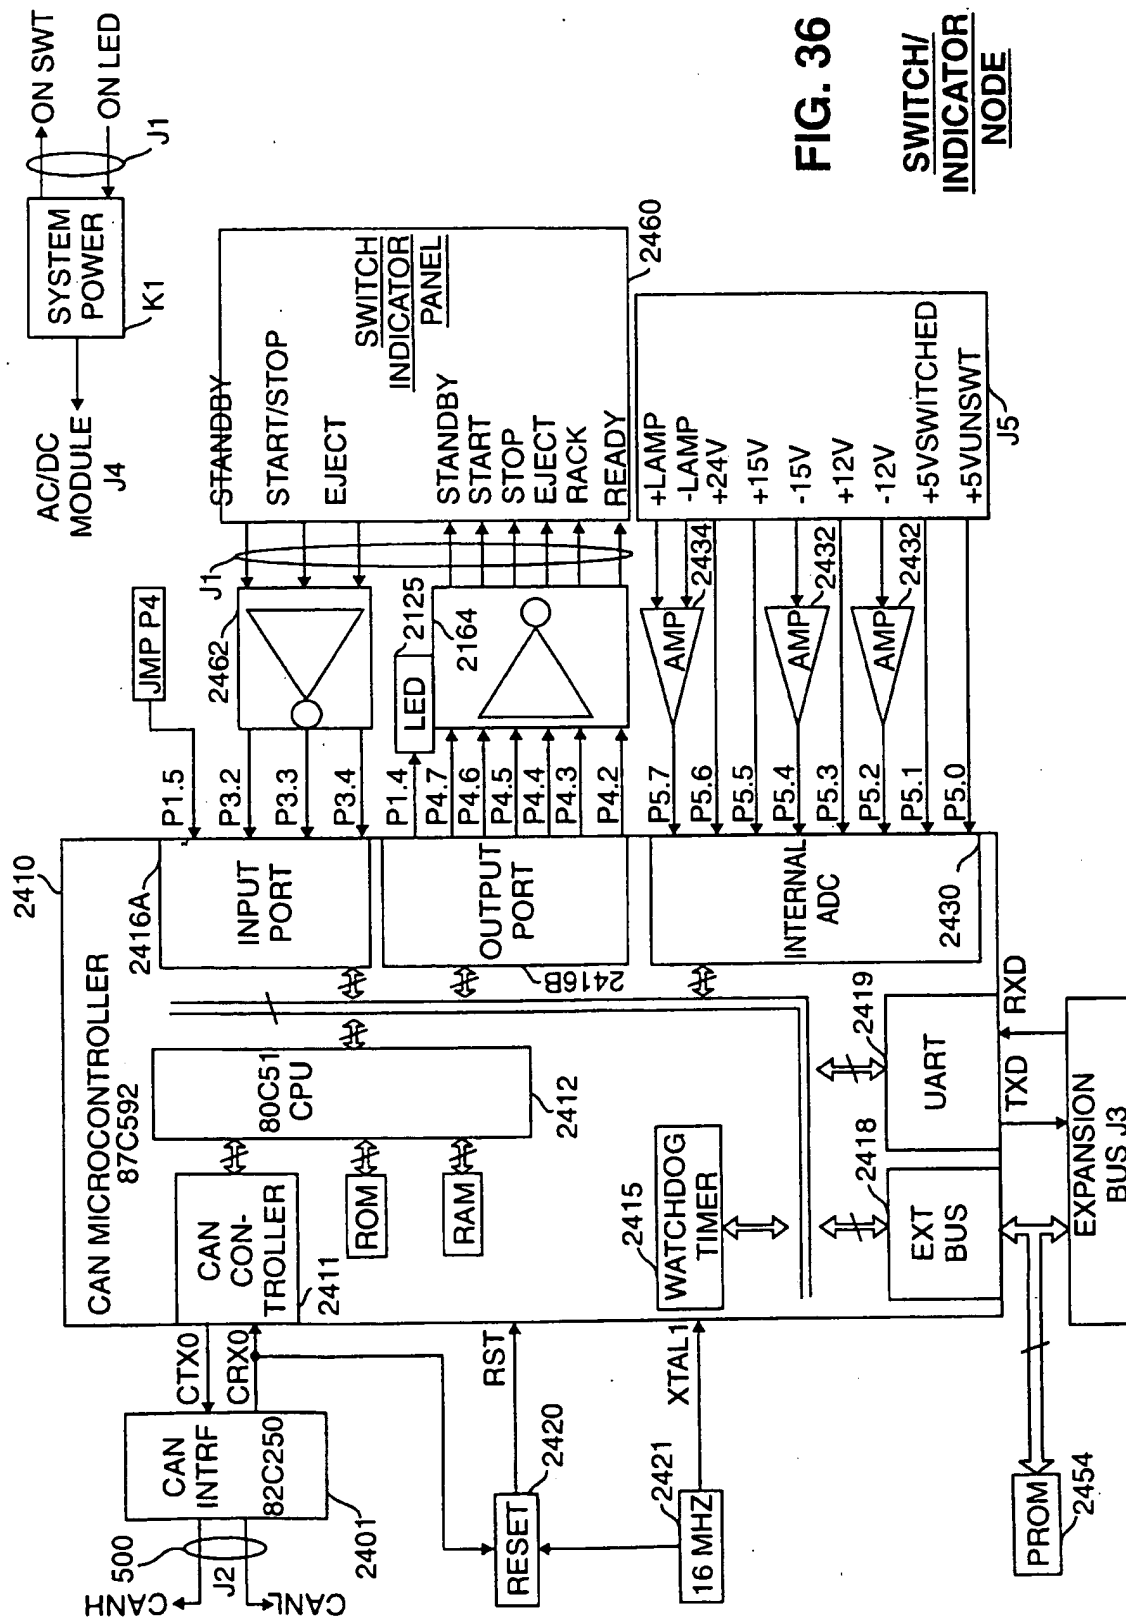 CANH
CANL
500
J2
CAN
INTRF
82C250
2401
CTX0
CRX0
RESET
2420
RST
16 MHZ
2421
XTAL1
PROM
2454
2410
CAN MICROCONTROLLER
87C592
CAN
CON-
TROLLER
2411
ROM
RAM
80C51
CPU
2412
WATCHDOG
TIMER
2415
EXT
BUS
2418
UART
2419
TXD
RXD
EXPANSION
BUS J3
2416A
INPUT
PORT
OUTPUT
PORT
2416B
INTERNAL
ADC
2430
P1.5
P3.2
P3.3
P3.4
P1.4
P4.7
P4.6
P4.5
P4.4
P4.3
P4.2
P5.7
P5.6
P5.5
P5.4
P5.3
P5.2
P5.1
P5.0
JMP P4
2462
J1
LED
2125
2164
AMP
2434
AMP
2432
AMP
2432
STANDBY
START/STOP
EJECT
SWITCH
INDICATOR
PANEL
STANDBY
START
STOP
EJECT
RACK
READY
2460
+LAMP
-LAMP
+24V
+15V
-15V
+12V
-12V
+5VSWITCHED
+5VUNSWT
J5
AC/DC
MODULE
J4
SYSTEM
POWER
K1
ON SWT
ON LED
J1
FIG. 36
SWITCH/
INDICATOR
NODE